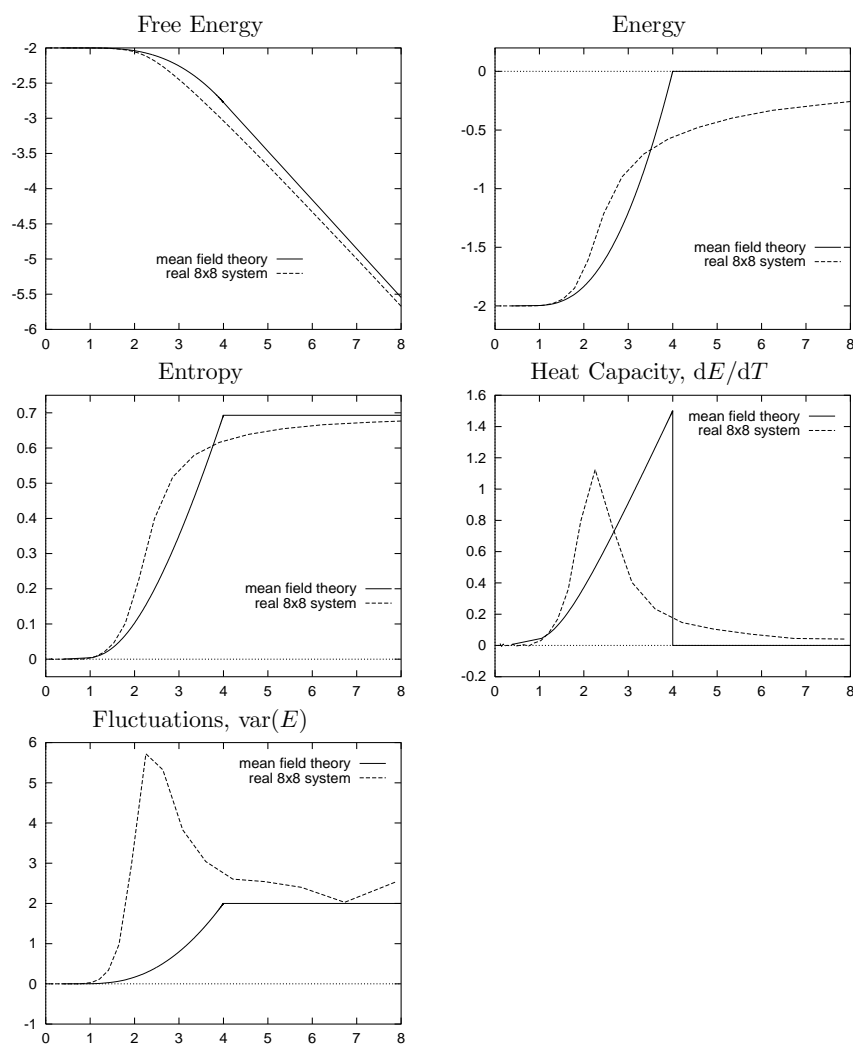 Free Energy
-2
-2.5
-3
-3.5
-4
-4.5
-5
-5.5
-6
mean field theory
real 8x8 system
0 1 2 3 4 5 6 7 8
Energy
0
-0.5
-1
-1.5
-2
mean field theory
real 8x8 system
0 1 2 3 4 5 6 7 8
Entropy
0.7
0.6
0.5
0.4
0.3
0.2
0.1
0
mean field theory
real 8x8 system
0 1 2 3 4 5 6 7 8
Heat Capacity, dE/dT
1.6
1.4
1.2
1
0.8
0.6
0.4
0.2
0
-0.2
mean field theory
real 8x8 system
0 1 2 3 4 5 6 7 8
Fluctuations, var(E)
6
5
4
3
2
1
0
-1
mean field theory
real 8x8 system
0 1 2 3 4 5 6 7 8